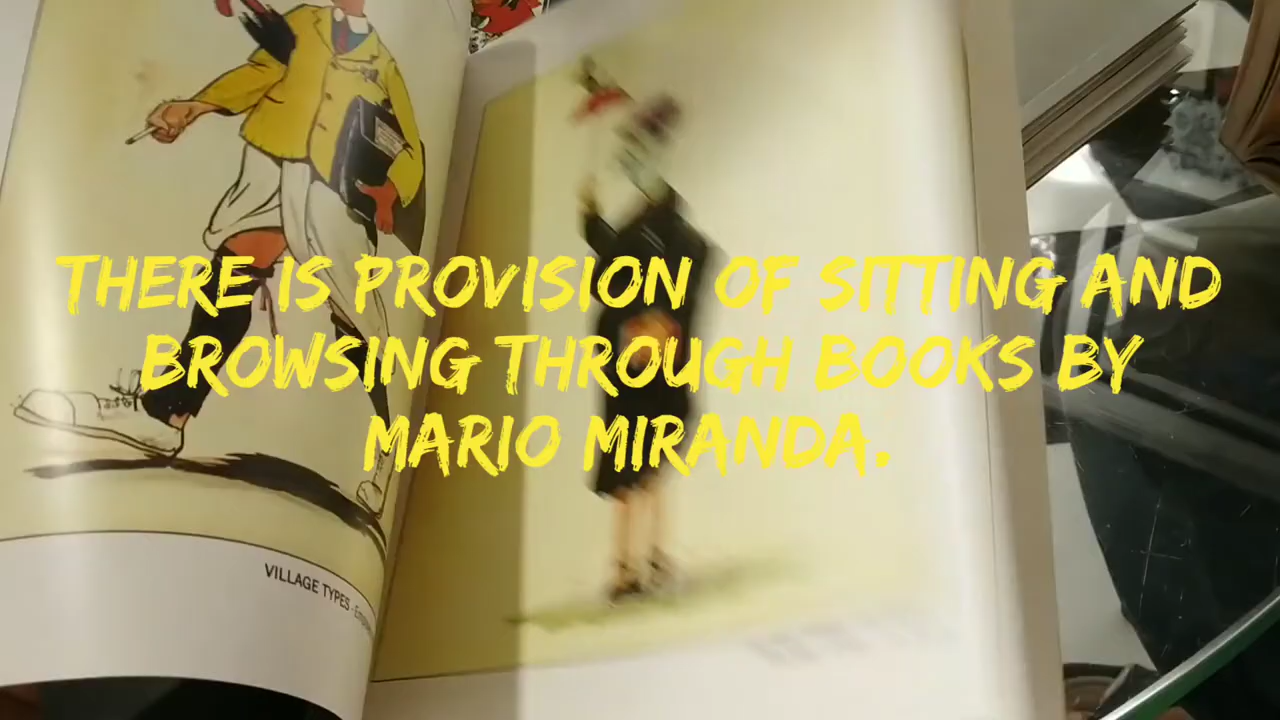 THERE IS PROVISION OF SITTING AND
BROWSING THROUGH BOOKS BY
MARIO MIRANDA.
VILLAGE TYPES -